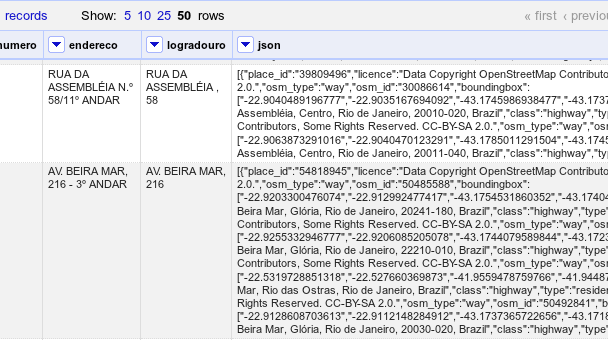 records Show: 5 10 25 50 rows « first ‹ previou
numero endereco logradouro json
RUA DA ASSEMBLÉIA N.º 58/11º ANDAR
RUA DA ASSEMBLÉIA , 58
[{"place_id":"39809496","licence":"Data Copyright OpenStreetMap Contributo
2.0.","osm_type":"way","osm_id":"30086614","boundingbox":
["-22.9040489196777","-22.9035167694092","-43.1745986938477","-43.1737
Assembléia, Centro, Rio de Janeiro, 20010-020, Brazil","class":"highway","typ
Contributors, Some Rights Reserved. CC-BY-SA 2.0.","osm_type":"way","osm
["-22.9063873291016","-22.9040470123291","-43.1785011291504","-43.1745
Assembléia, Centro, Rio de Janeiro, 20011-040, Brazil","class":"highway","typ
AV. BEIRA MAR, 216 - 3º ANDAR
AV. BEIRA MAR, 216
[{"place_id":"54818945","licence":"Data Copyright OpenStreetMap Contributo
2.0.","osm_type":"way","osm_id":"50485588","boundingbox":
["-22.9203300476074","-22.912992477417","-43.1754531860352","-43.17404
Beira Mar, Glória, Rio de Janeiro, 20241-180, Brazil","class":"highway","type"
Contributors, Some Rights Reserved. CC-BY-SA 2.0.","osm_type":"way","osm
["-22.9255332946777","-22.9206085205078","-43.1744079589844","-43.1723
Beira Mar, Glória, Rio de Janeiro, 22210-010, Brazil","class":"highway","type"
Contributors, Some Rights Reserved. CC-BY-SA 2.0.","osm_type":"way","osm
["-22.5319728851318","-22.527660369873","-41.9559478759766","-41.94487
Mar, Rio das Ostras, Rio de Janeiro, Brazil","class":"highway","type":"resider
Rights Reserved. CC-BY-SA 2.0.","osm_type":"way","osm_id":"50492841","b
["-22.9128608703613","-22.9112148284912","-43.1737365722656","-43.1718
Beira Mar, Glória, Rio de Janeiro, 20030-020, Brazil","class":"highway","type"